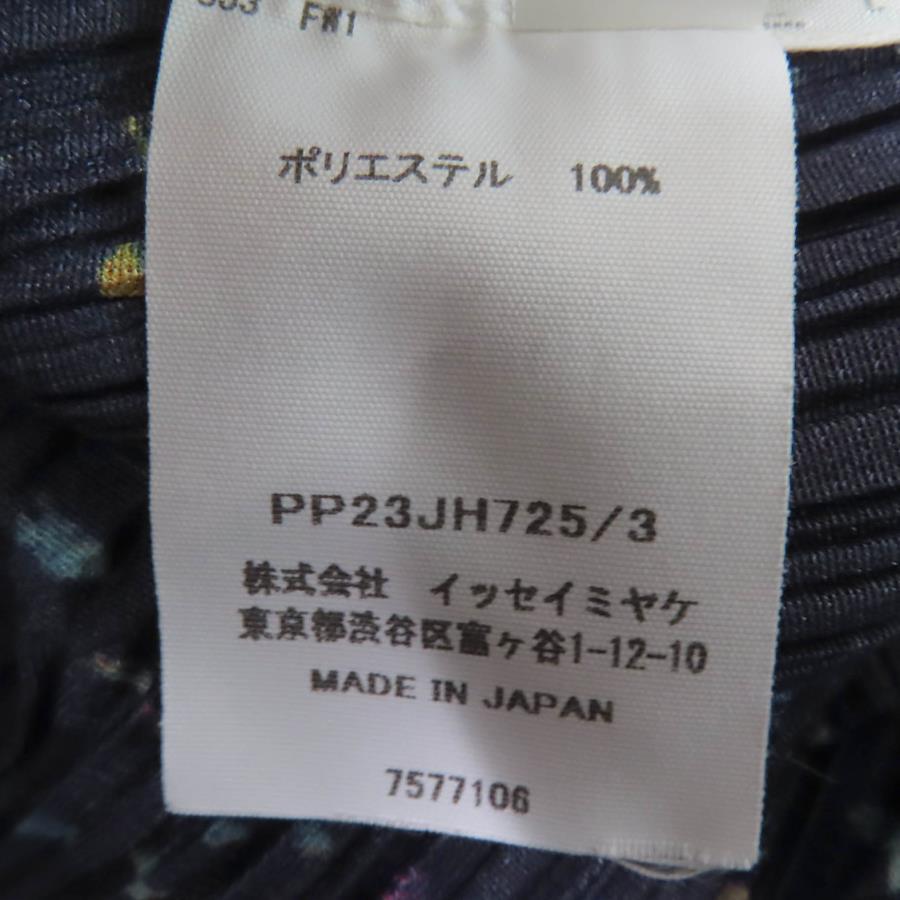 FW1
ポリエステル 100%
PP23JH725/3
株式会社 イッセイミヤケ
東京都渋谷区富ヶ谷1-12-10
MADE IN JAPAN
7577106